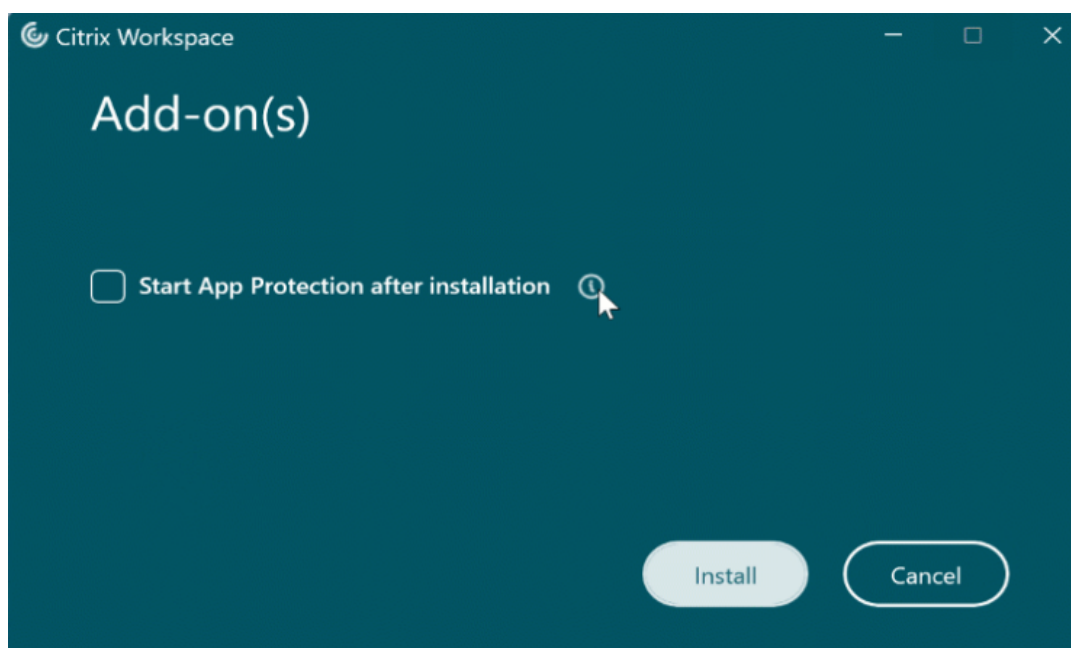 Citrix Workspace
Add-on(s)
Start App Protection after installation
Install
Cancel